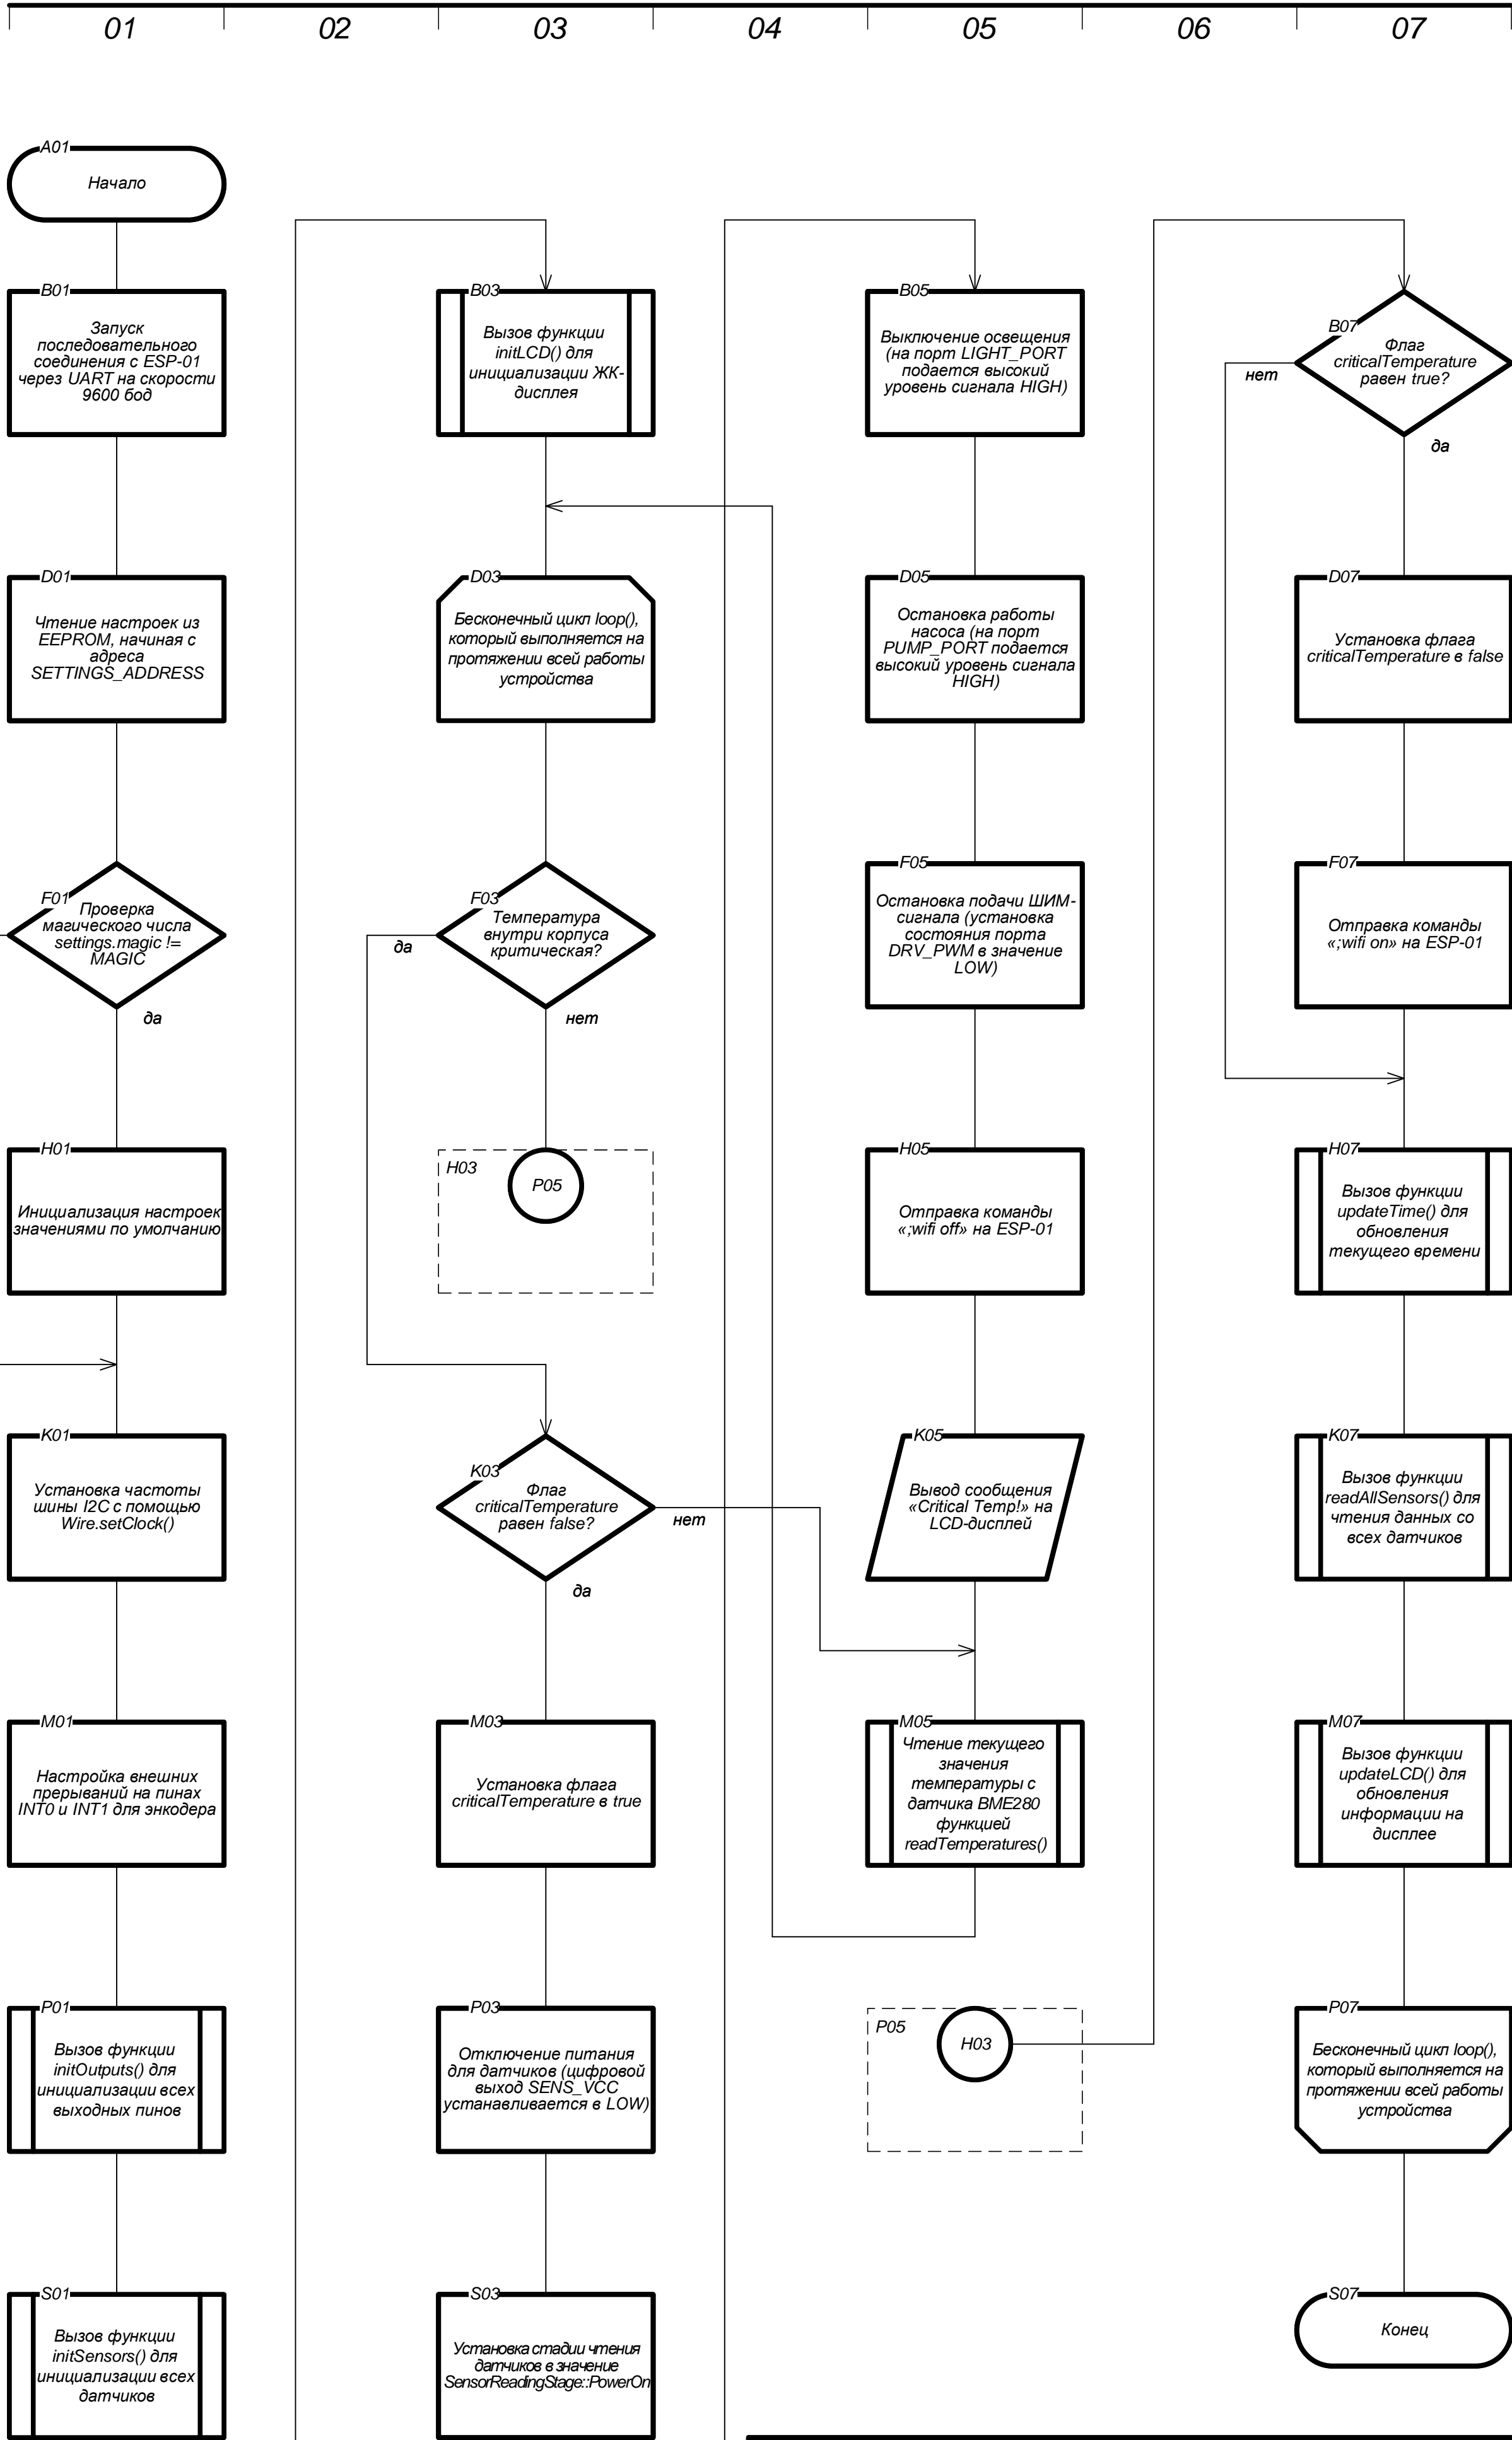 01
02
03
04
05
06
07
A01
Начало
B01
Запуск
последовательного
соединения с ESP-01
через UART на скорости
9600 бод
D01
Чтение настроек из
EEPROM, начиная с
адреса
SETTINGS_ADDRESS
F01
Проверка
магического числа
settings.magic !=
MAGIC
да
H01
Инициализация настроек
значениями по умолчанию
K01
Установка частоты
шины I2C с помощью
Wire.setClock()
M01
Настройка внешних
прерываний на пинах
INT0 и INT1 для энкодера
P01
Вызов функции
initOutputs() для
инициализации всех
выходных пинов
S01
Вызов функции
initSensors() для
инициализации всех
датчиков
B03
Вызов функции
initLCD() для
инициализации ЖК-
дисплея
D03
Бесконечный цикл loop(),
который выполняется на
протяжении всей работы
устройства
F03
Температура
внутри корпуса
критическая?
да
нет
H03
P05
K03
Флаг
criticalTemperature
равен false?
нет
да
M03
Установка флага
criticalTemperature в true
P03
Отключение питания
для датчиков (цифровой
выход SENS_VCC
устанавливается в LOW)
S03
Установка стадии чтения
датчиков в значение
SensorReadingStage::PowerOn
B05
Выключение освещения
(на порт LIGHT_PORT
подается высокий
уровень сигнала HIGH)
D05
Остановка работы
насоса (на порт
PUMP_PORT подается
высокий уровень сигнала
HIGH)
F05
Остановка подачи ШИМ-
сигнала (установка
состояния порта
DRV_PWM в значение
LOW)
H05
Отправка команды
«;wifi off» на ESP-01
K05
Вывод сообщения
«Critical Temp!» на
LCD-дисплей
M05
Чтение текущего
значения
температуры с
датчика BME280
функцией
readTemperatures()
P05
H03
B07
Флаг
criticalTemperature
равен true?
нет
да
D07
Установка флага
criticalTemperature в false
F07
Отправка команды
«;wifi on» на ESP-01
H07
Вызов функции
updateTime() для
обновления
текущего времени
K07
Вызов функции
readAllSensors() для
чтения данных со
всех датчиков
M07
Вызов функции
updateLCD() для
обновления
информации на
дисплее
P07
Бесконечный цикл loop(),
который выполняется на
протяжении всей работы
устройства
S07
Конец